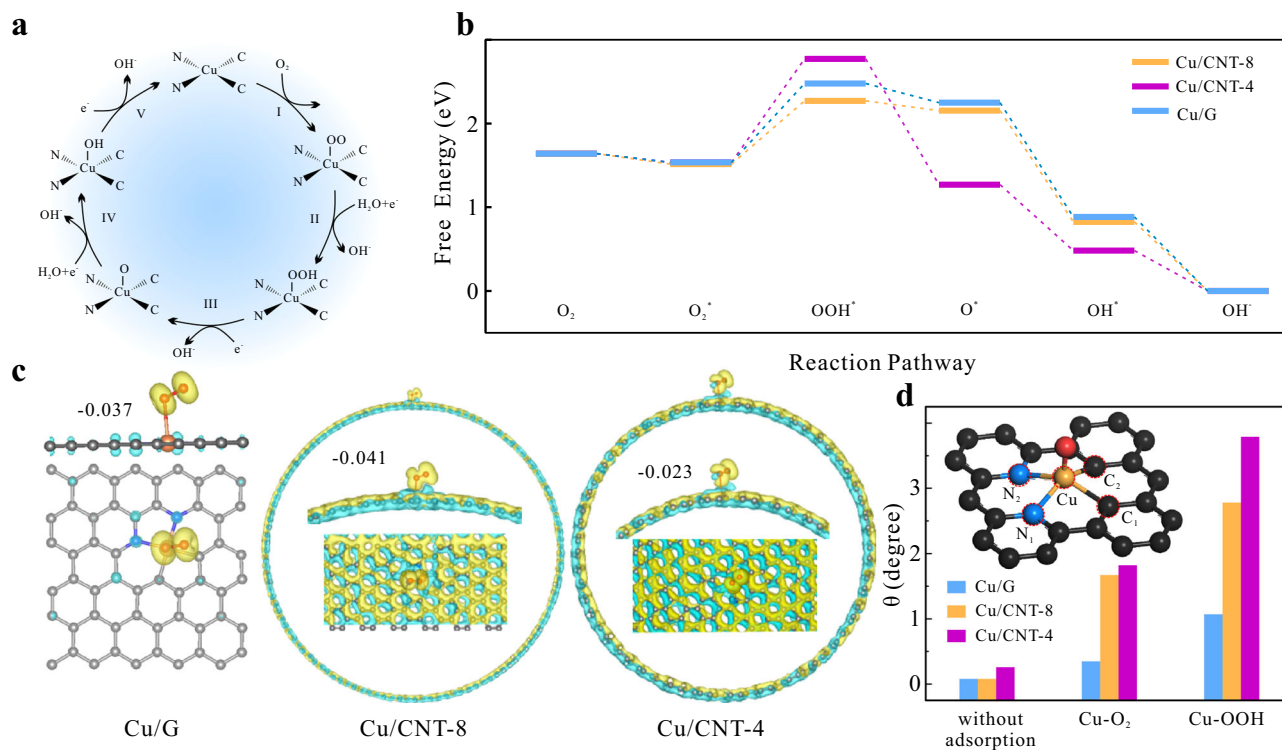 a
N
C
Cu
N
C
O₂
I
OO
N
C
Cu
N
C
H₂O+e⁻
II
OH⁻
OOH
N
C
Cu
N
C
III
e⁻
OH⁻
O
N
C
Cu
N
C
H₂O+e⁻
IV
OH⁻
OH
N
C
Cu
N
C
e⁻
V
OH⁻
b
Free Energy (eV)
2
1
0
Cu/CNT-8
Cu/CNT-4
Cu/G
O₂
O₂*
OOH*
O*
OH*
OH⁻
Reaction Pathway
c
-0.037
Cu/G
-0.041
Cu/CNT-8
-0.023
Cu/CNT-4
d
θ (degree)
3
2
1
0
N₂
C₂
Cu
C₁
N₁
Cu/G
Cu/CNT-8
Cu/CNT-4
without
adsorption
Cu-O₂
Cu-OOH